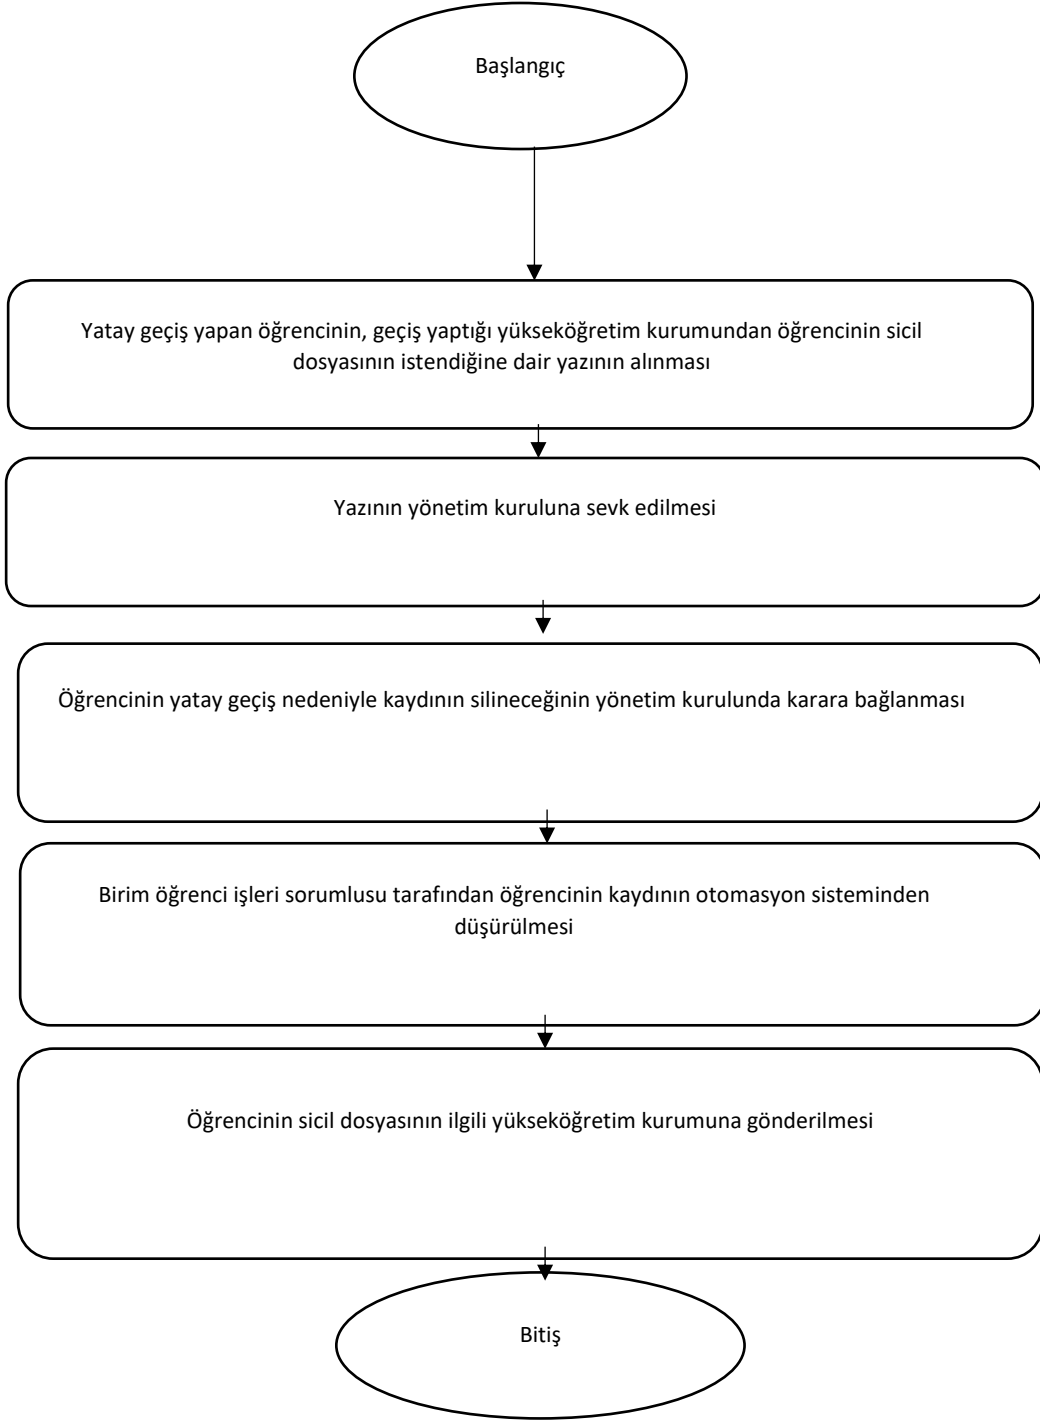 Başlangıç
Yatay geçiş yapan öğrencinin, geçiş yaptığı yükseköğretim kurumundan öğrencinin sicil
dosyasının istendiğine dair yazının alınması
Yazının yönetim kuruluna sevk edilmesi
Öğrencinin yatay geçiş nedeniyle kaydının silineceğinin yönetim kurulunda karara bağlanması
Birim öğrenci işleri sorumlusu tarafından öğrencinin kaydının otomasyon sisteminden
düşürülmesi
Öğrencinin sicil dosyasının ilgili yükseköğretim kurumuna gönderilmesi
Bitiş